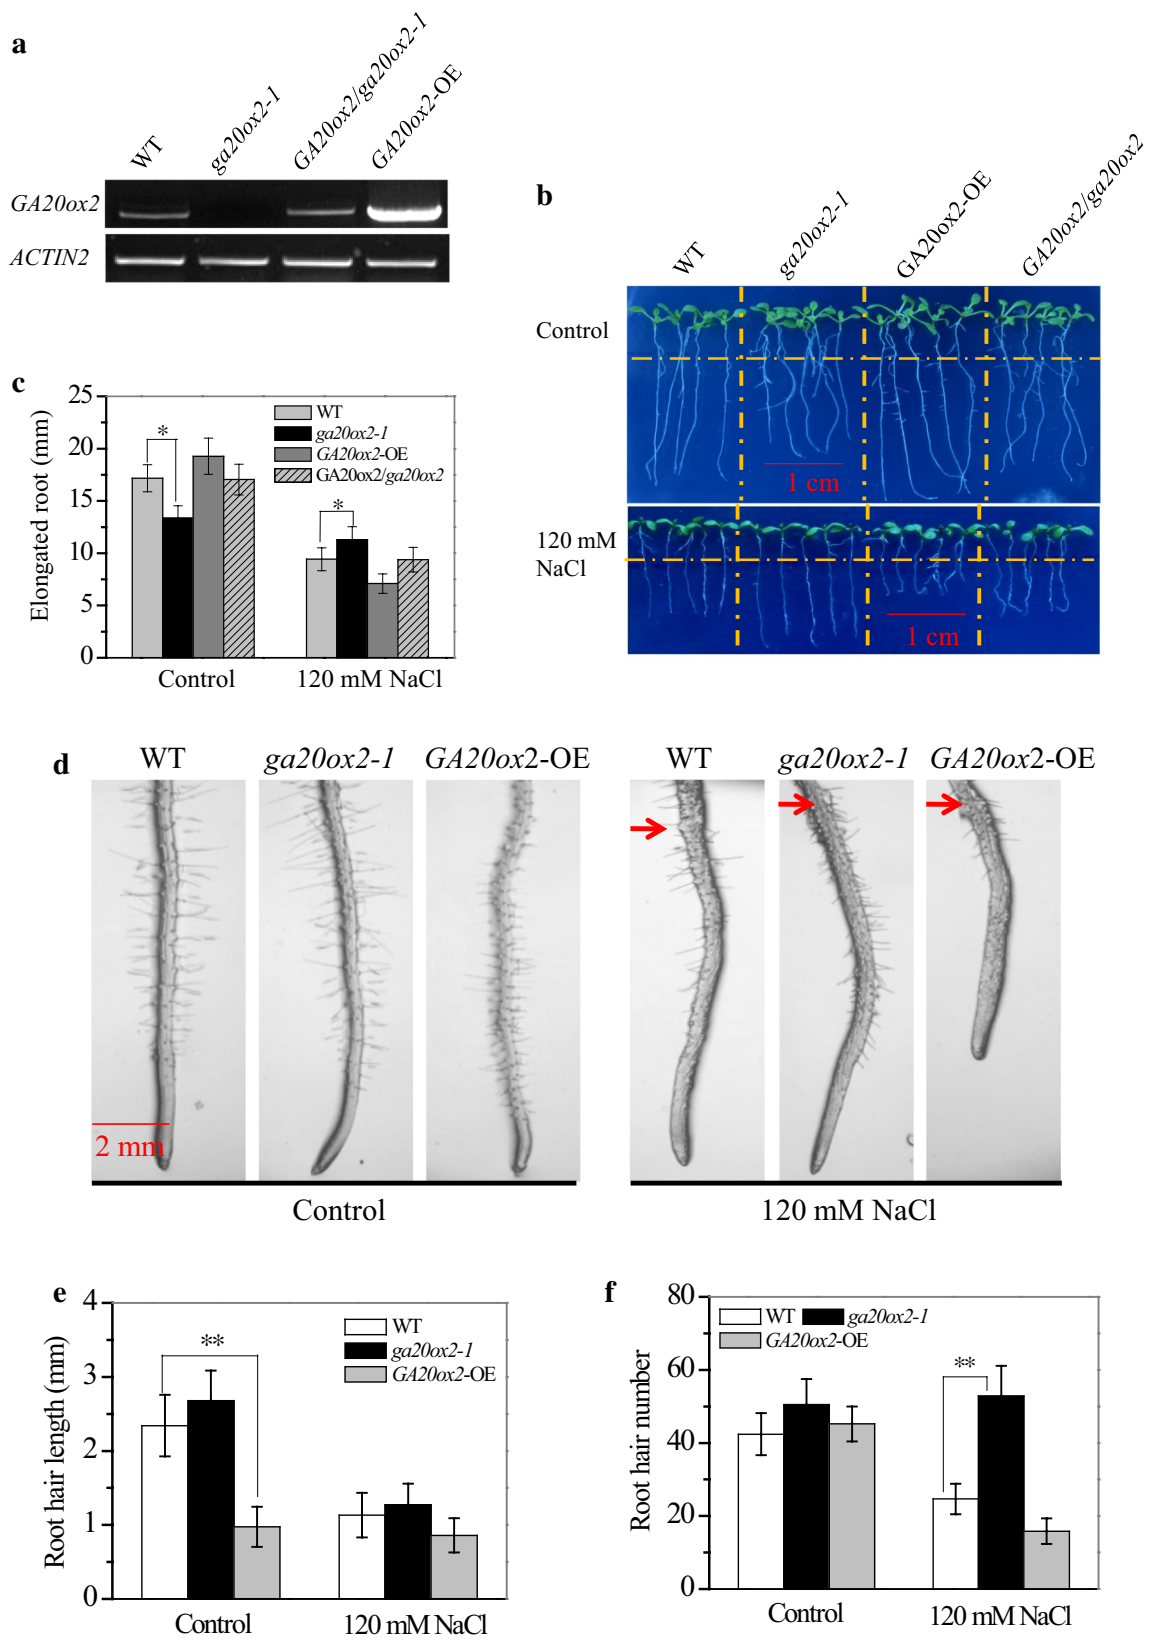 a
WT
ga20ox2-1
GA20ox2/ga20ox2-1
GA20ox2-OE
GA20ox2
ACTIN2
b
WT
ga20ox2-1
GA20ox2-OE
GA20ox2/ga20ox2
Control
1 cm
120 mM
NaCl
1 cm
c
Elongated root (mm)
25
20
15
10
5
0
WT
ga20ox2-1
GA20ox2-OE
GA20ox2/ga20ox2
*
*
Control
120 mM NaCl
d
WT
ga20ox2-1
GA20ox2-OE
WT
ga20ox2-1
GA20ox2-OE
2 mm
Control
120 mM NaCl
e
Root hair length (mm)
4
3
2
1
0
**
WT
ga20ox2-1
GA20ox2-OE
Control
120 mM NaCl
f
Root hair number
80
60
40
20
0
WT
ga20ox2-1
GA20ox2-OE
**
Control
120 mM NaCl